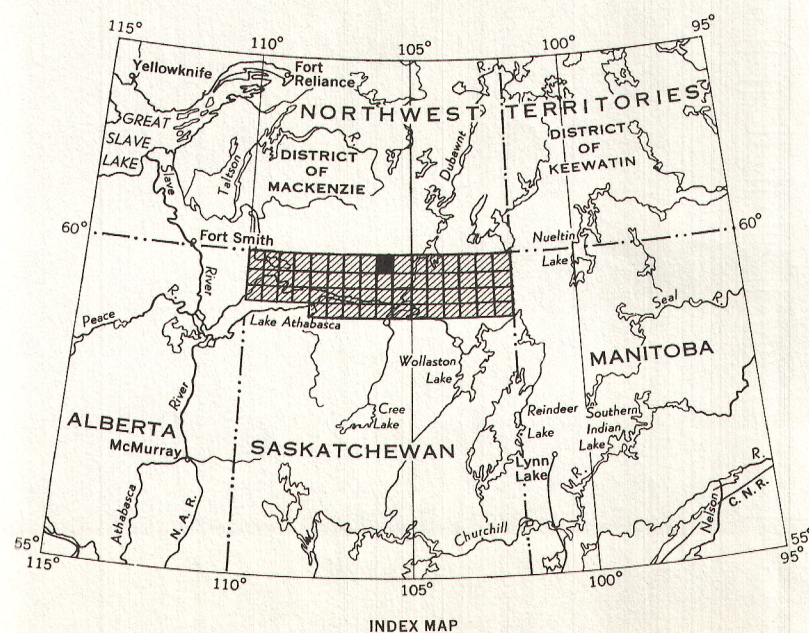 115°
110°
105°
100°
95°
Yellowknife
Fort
Reliance
R.
NORTHWEST TERRITORIES
GREAT
SLAVE
LAKE
Slave
Taltson
DISTRICT
OF
MACKENZIE
Dubawnt
DISTRICT
OF
KEEWATIN
60°
Fort Smith
60°
Nueltin
Lake
River
R.
Peace
Lake Athabasca
Seal R.
Wollaston
Lake
MANITOBA
River
Cree
Lake
Reindeer
Lake
Southern
Indian
Lake
ALBERTA
McMurray
SASKATCHEWAN
Lynn
Lake
M.R.
R.
Athabasca
N. A. R.
Churchill
Nelson
C. N. R.
55°
115°
110°
105°
100°
55°
95°
INDEX MAP